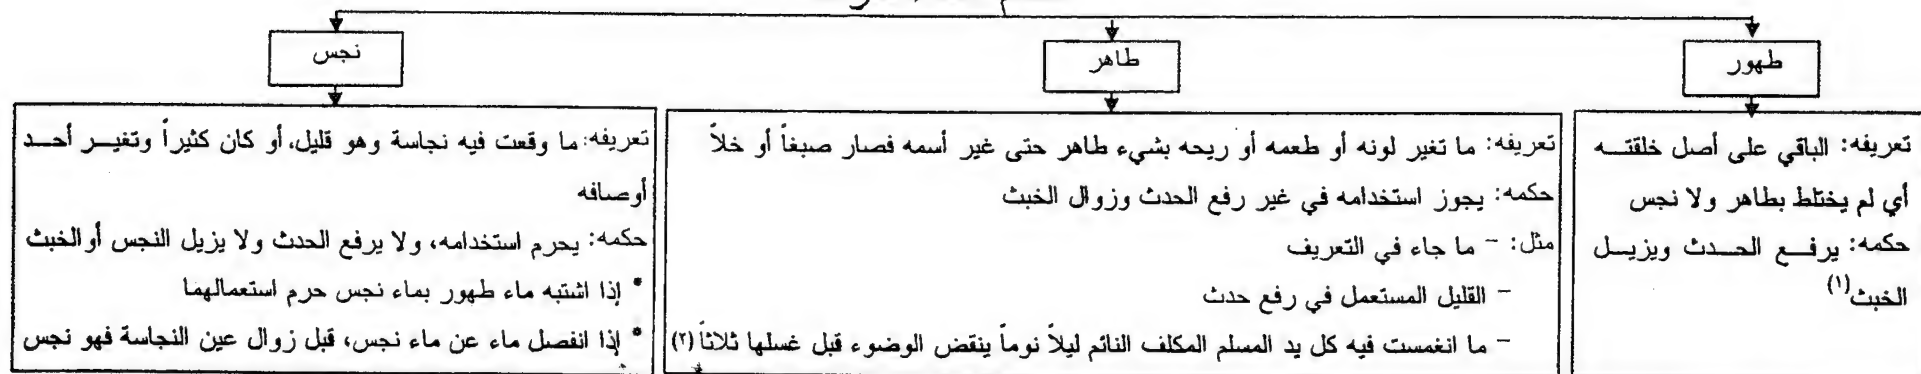 طهور
طاهر
نجس
تعريفه: الباقي على أصل خلقته
أي لم يختلط بطاهر ولا نجس
حكمه: يرفع الحدث ويزيل
الخبث(١)
تعريفه: ما تغير لونه أو طعمه أو ريحه بشيء طاهر حتى غير أسمه فصار صبغاً أو خلاً
حكمه: يجوز استخدامه في غير رفع الحدث وزوال الخبث
مثل: - ما جاء في التعريف
- القليل المستعمل في رفع حدث
- ما انغمست فيه كل يد المسلم المكلف النائم ليلاً نوماً ينقض الوضوء قبل غسلها ثلاثاً(٢)
تعريفه: ما وقعت فيه نجاسة وهو قليل، أو كان كثيراً وتغير أحد
أوصافه
حكمه: يحرم استخدامه، ولا يرفع الحدث ولا يزيل النجس أو الخبث
* إذا اشتبه ماء طهور بماء نجس حرم استعمالهما
* إذا انفصل ماء عن ماء نجس، قبل زوال عين النجاسة فهو نجس